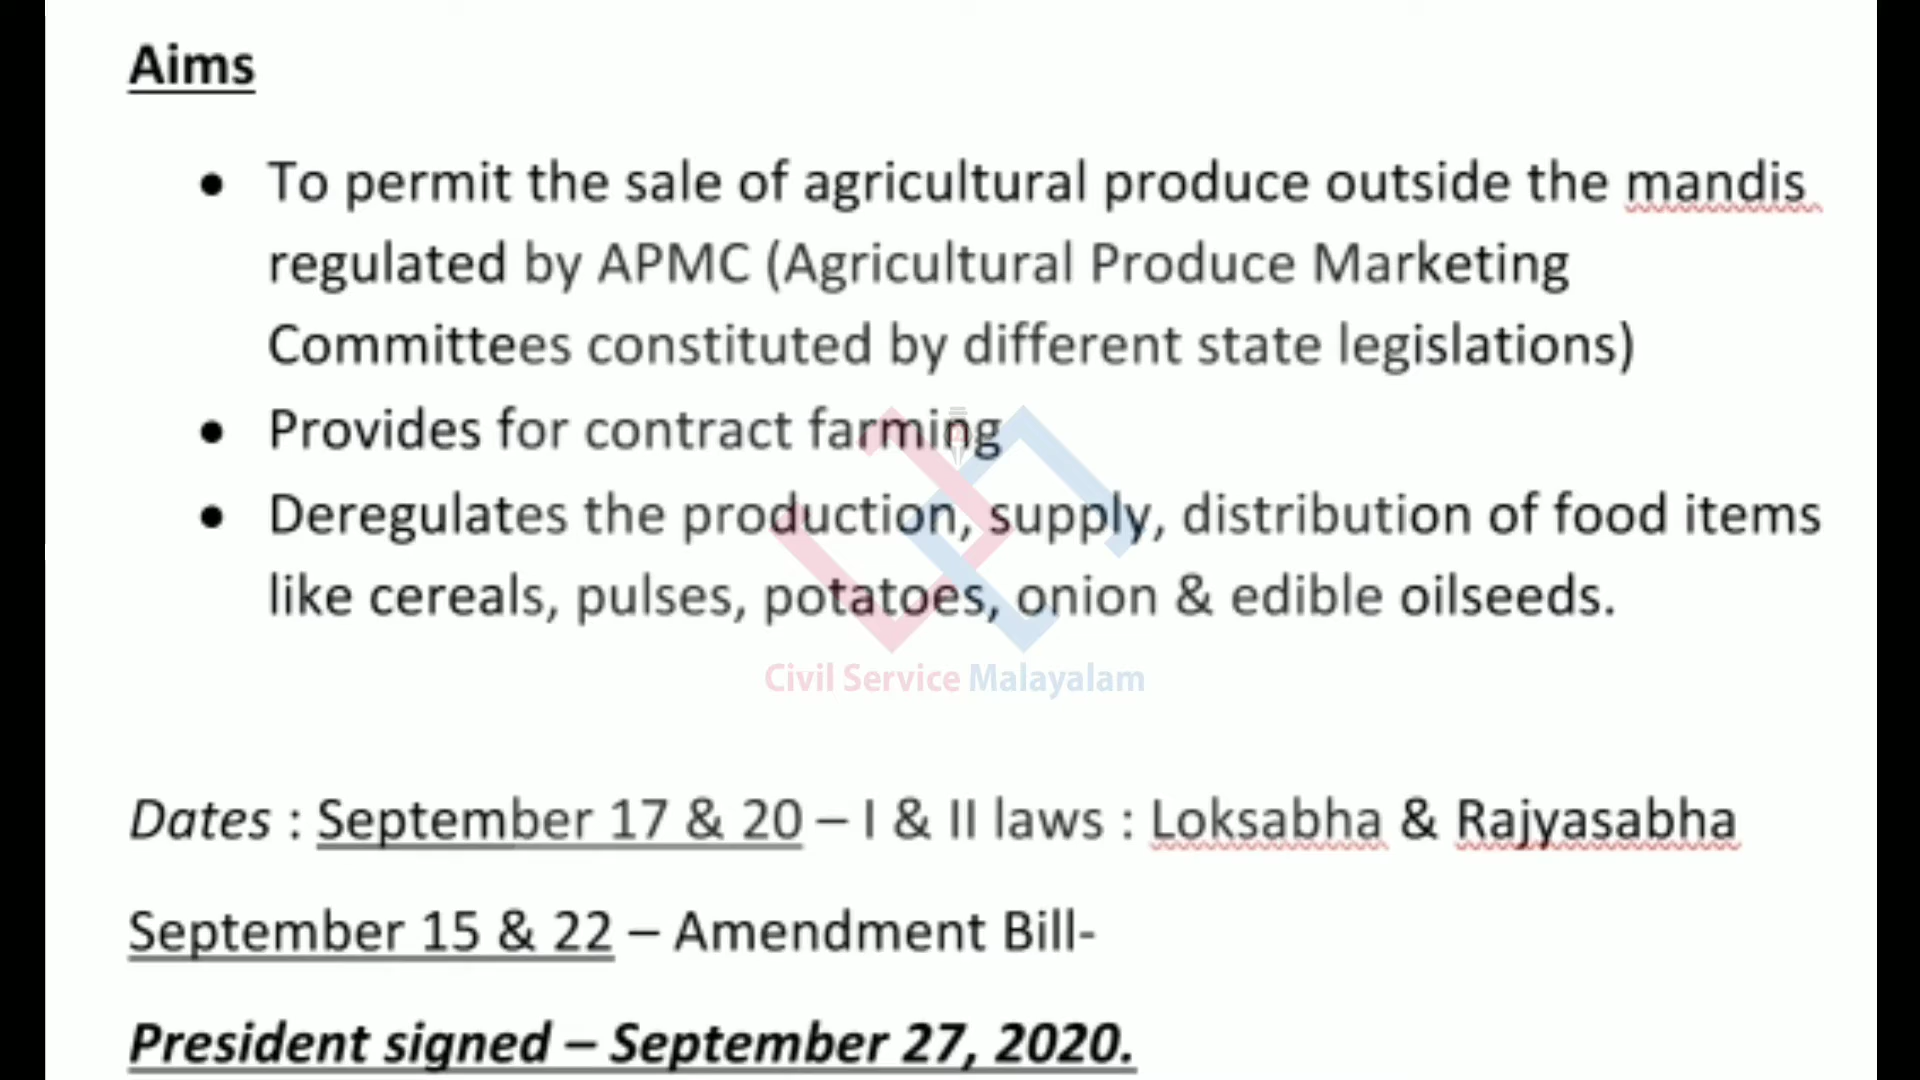 Aims
• To permit the sale of agricultural produce outside the mandis
regulated by APMC (Agricultural Produce Marketing
Committees constituted by different state legislations)
• Provides for contract farming
• Deregulates the production, supply, distribution of food items
like cereals, pulses, potatoes, onion & edible oilseeds.
Civil Service Malayalam
Dates : September 17 & 20 – I & II laws : Loksabha & Rajyasabha
September 15 & 22 – Amendment Bill-
President signed – September 27, 2020.